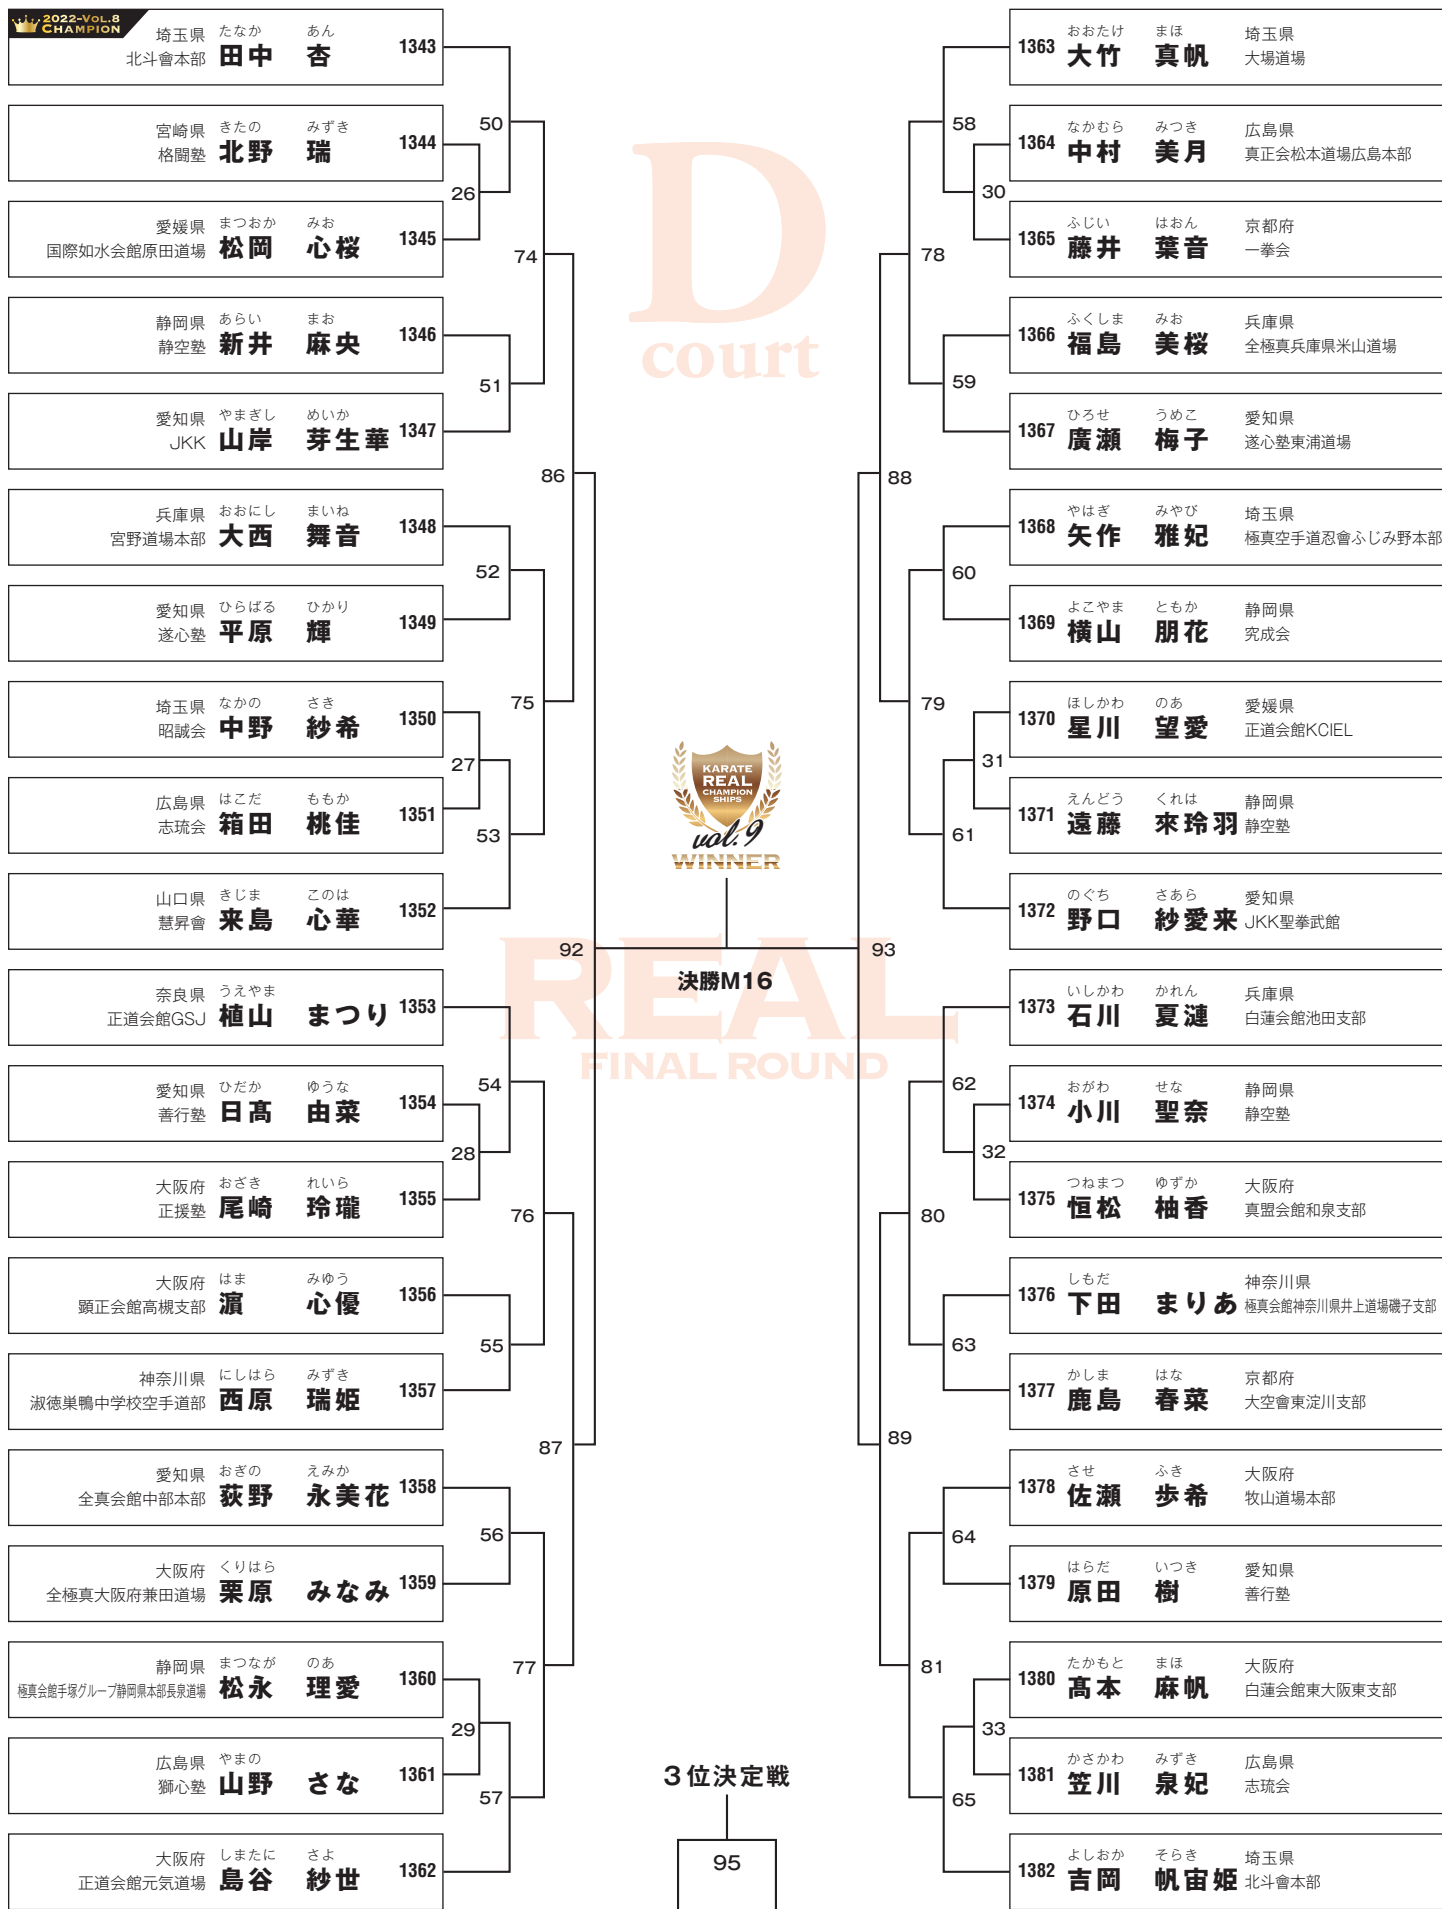 2022-VOL.8
CHAMPION
埼玉県 たなか あん
北斗會本部 田中 杏 1343
宮崎県 きたの みずき
格闘塾 北野 瑞 1344
愛媛県 まつおか みお
国際如水会館原田道場 松岡 心桜 1345
静岡県 あらい まお
静空塾 新井 麻央 1346
愛知県 やまぎし めいか
JKK 山岸 芽生華 1347
兵庫県 おおにし まいね
宮野道場本部 大西 舞音 1348
愛知県 ひらばる ひかり
遂心塾 平原 輝 1349
埼玉県 なかの さき
昭誠会 中野 紗希 1350
広島県 はこだ ももか
志琉会 箱田 桃佳 1351
山口県 きじま このは
慧昇會 来島 心華 1352
奈良県 うえやま
正道会館GSJ 植山 まつり 1353
愛知県 ひだか ゆうな
善行塾 日髙 由菜 1354
大阪府 おざき れいら
正援塾 尾崎 玲瓏 1355
大阪府 はま みゆう
顕正会館高槻支部 濵 心優 1356
神奈川県 にしはら みずき
淑徳巣鴨中学校空手道部 西原 瑞姫 1357
愛知県 おぎの えみか
全真会館中部本部 荻野 永美花 1358
大阪府 くりはら
全極真大阪府兼田道場 栗原 みなみ 1359
静岡県 まつなが のあ
極真会館手塚グループ静岡県本部長泉道場 松永 理愛 1360
広島県 やまの
獅心塾 山野 さな 1361
大阪府 しまたに さよ
正道会館元気道場 島谷 紗世 1362
50
26
74
51
86
52
75
27
53
92
54
28
76
55
87
56
77
29
57
D
court
KARATE
REAL
CHAMPION
SHIPS
vol.9
WINNER
決勝M16
REAL
FINAL ROUND
3位決定戦
95
58
30
78
59
88
60
79
31
61
93
62
32
80
63
89
64
81
33
65
おおたけ まほ 埼玉県
1363 大竹 真帆 大場道場
なかむら みつき 広島県
1364 中村 美月 真正会松本道場広島本部
ふじい はおん 京都府
1365 藤井 葉音 一拳会
ふくしま みお 兵庫県
1366 福島 美桜 全極真兵庫県米山道場
ひろせ うめこ 愛知県
1367 廣瀬 梅子 遂心塾東浦道場
やはぎ みやび 埼玉県
1368 矢作 雅妃 極真空手道忍會ふじみ野本部
よこやま ともか 静岡県
1369 横山 朋花 究成会
ほしかわ のあ 愛媛県
1370 星川 望愛 正道会館KCIEL
えんどう くれは 静岡県
1371 遠藤 來玲羽 静空塾
のぐち さあら 愛知県
1372 野口 紗愛来 JKK聖拳武館
いしかわ かれん 兵庫県
1373 石川 夏漣 白蓮会館池田支部
おがわ せな 静岡県
1374 小川 聖奈 静空塾
つねまつ ゆずか 大阪府
1375 恒松 柚香 真盟会館和泉支部
しもだ 神奈川県
1376 下田 まりあ 極真会館神奈川県井上道場磯子支部
かしま はな 京都府
1377 鹿島 春菜 大空會東淀川支部
させ ふき 大阪府
1378 佐瀬 歩希 牧山道場本部
はらだ いつき 愛知県
1379 原田 樹 善行塾
たかもと まほ 大阪府
1380 髙本 麻帆 白蓮会館東大阪東支部
かさかわ みずき 広島県
1381 笠川 泉妃 志琉会
よしおか そらき 埼玉県
1382 吉岡 帆宙姫 北斗會本部